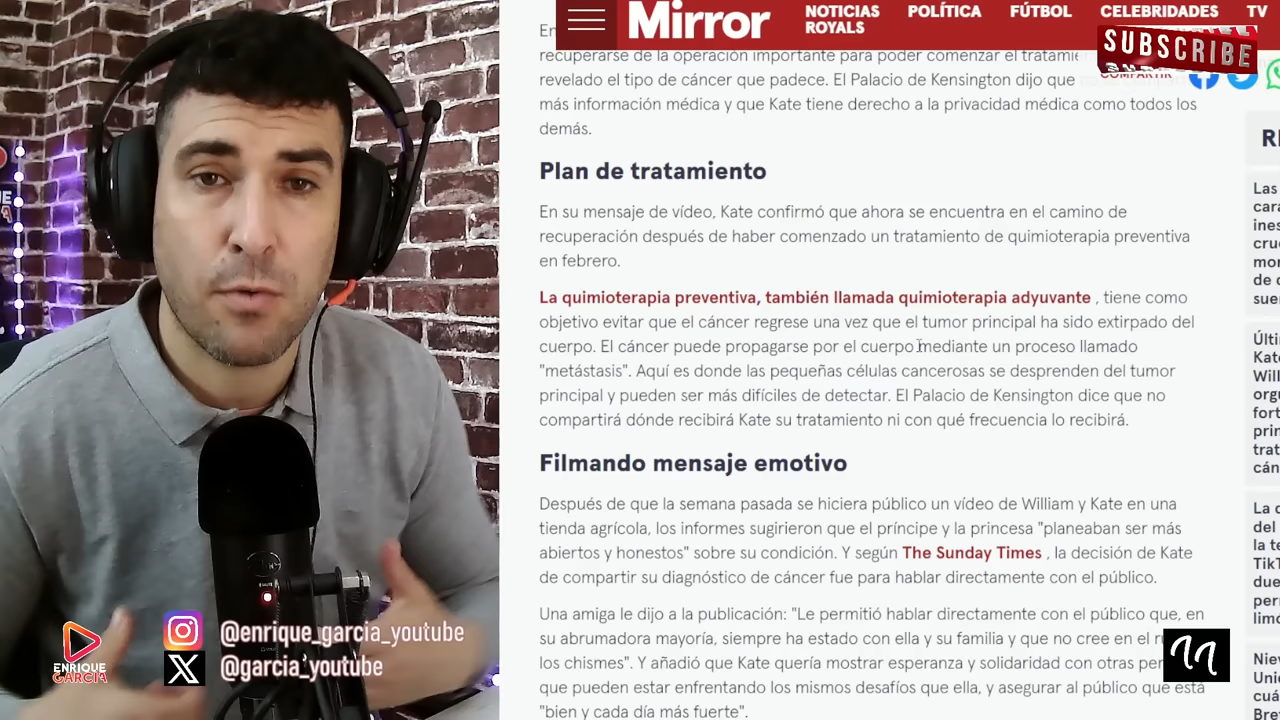 Mirror
NOTICIAS POLÍTICA FÚTBOL CELEBRIDADES TV
ROYALS
SUBSCRIBE
COMPARTIR
En
recuperarse de la operación importante para poder comenzar el
revelado el tipo de cáncer que padece. El Palacio de Kensington dijo que
más información médica y que Kate tiene derecho a la privacidad médica como todos los
demás.
Plan de tratamiento
En su mensaje de vídeo, Kate confirmó que ahora se encuentra en el camino de
recuperación después de haber comenzado un tratamiento de quimioterapia preventiva
en febrero.
La quimioterapia preventiva, también llamada quimioterapia adyuvante , tiene como
objetivo evitar que el cáncer regrese una vez que el tumor principal ha sido extirpado del
cuerpo. El cáncer puede propagarse por el cuerpo mediante un proceso llamado
"metástasis". Aquí es donde las pequeñas células cancerosas se desprenden del tumor
principal y pueden ser más difíciles de detectar. El Palacio de Kensington dice que no
compartirá dónde recibirá Kate su tratamiento ni con qué frecuencia lo recibirá.
Filmando mensaje emotivo
Después de que la semana pasada se hiciera público un vídeo de William y Kate en una
tienda agrícola, los informes sugirieron que el príncipe y la princesa "planeaban ser más
abiertos y honestos" sobre su condición. Y según The Sunday Times , la decisión de Kate
de compartir su diagnóstico de cáncer fue para hablar directamente con el público.
Una amiga le dijo a la publicación: "Le permitió hablar directamente con el público que, en
su abrumadora mayoría, siempre ha estado con ella y su familia y que no cree en el
los chismes". Y añadió que Kate quería mostrar esperanza y solidaridad con otras
que pueden estar enfrentando los mismos desafíos que ella, y asegurar al público que está
"bien y cada día más fuerte".
Las
de
Kate
Will
La
del
la
Unic
ENRIQUE
GARCIA
@enrique_garcia_youtube
@garcia_youtube